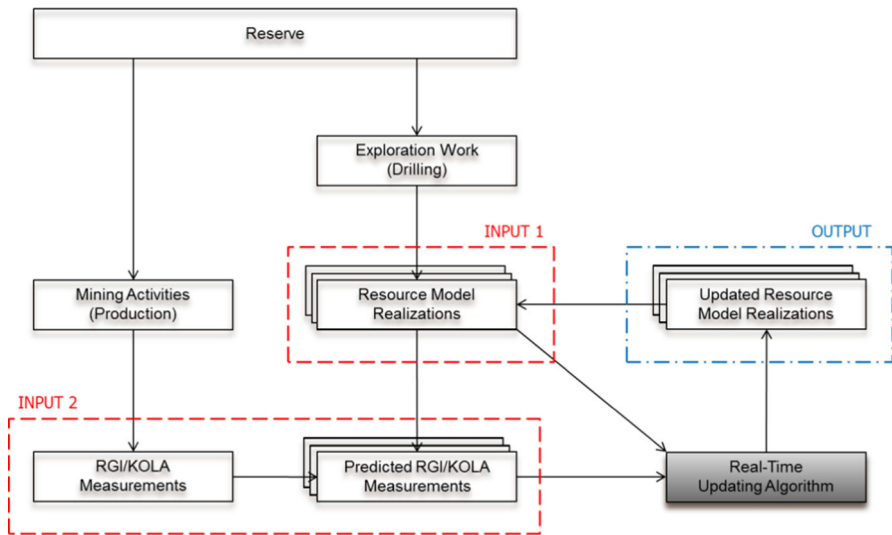 Reserve
Exploration Work
(Drilling)
INPUT 1
OUTPUT
Mining Activities
(Production)
Resource Model
Realizations
Updated Resource
Model Realizations
INPUT 2
RGI/KOLA
Measurements
Predicted RGI/KOLA
Measurements
Real-Time
Updating Algorithm